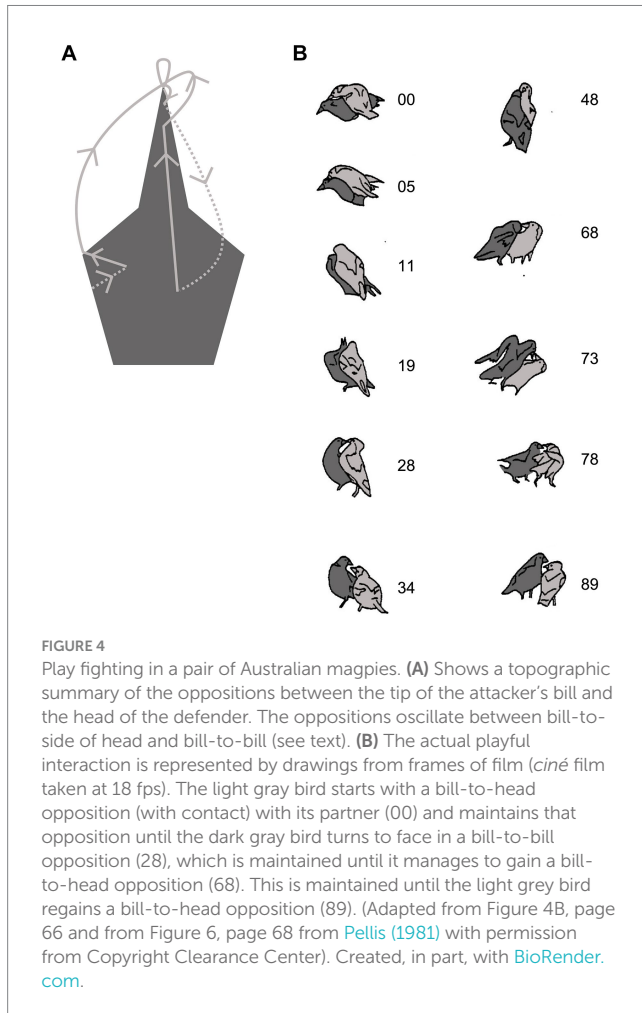 A
B
00
05
11
19
28
34
48
68
73
78
89
FIGURE 4
Play fighting in a pair of Australian magpies. (A) Shows a topographic
summary of the oppositions between the tip of the attacker's bill and
the head of the defender. The oppositions oscillate between bill-to-
side of head and bill-to-bill (see text). (B) The actual playful
interaction is represented by drawings from frames of film (ciné film
taken at 18 fps). The light gray bird starts with a bill-to-head
opposition (with contact) with its partner (00) and maintains that
opposition until the dark gray bird turns to face in a bill-to-bill
opposition (28), which is maintained until it manages to gain a bill-
to-head opposition (68). This is maintained until the light grey bird
regains a bill-to-head opposition (89). (Adapted from Figure 4B, page
66 and from Figure 6, page 68 from Pellis (1981) with permission
from Copyright Clearance Center). Created, in part, with BioRender.
com.